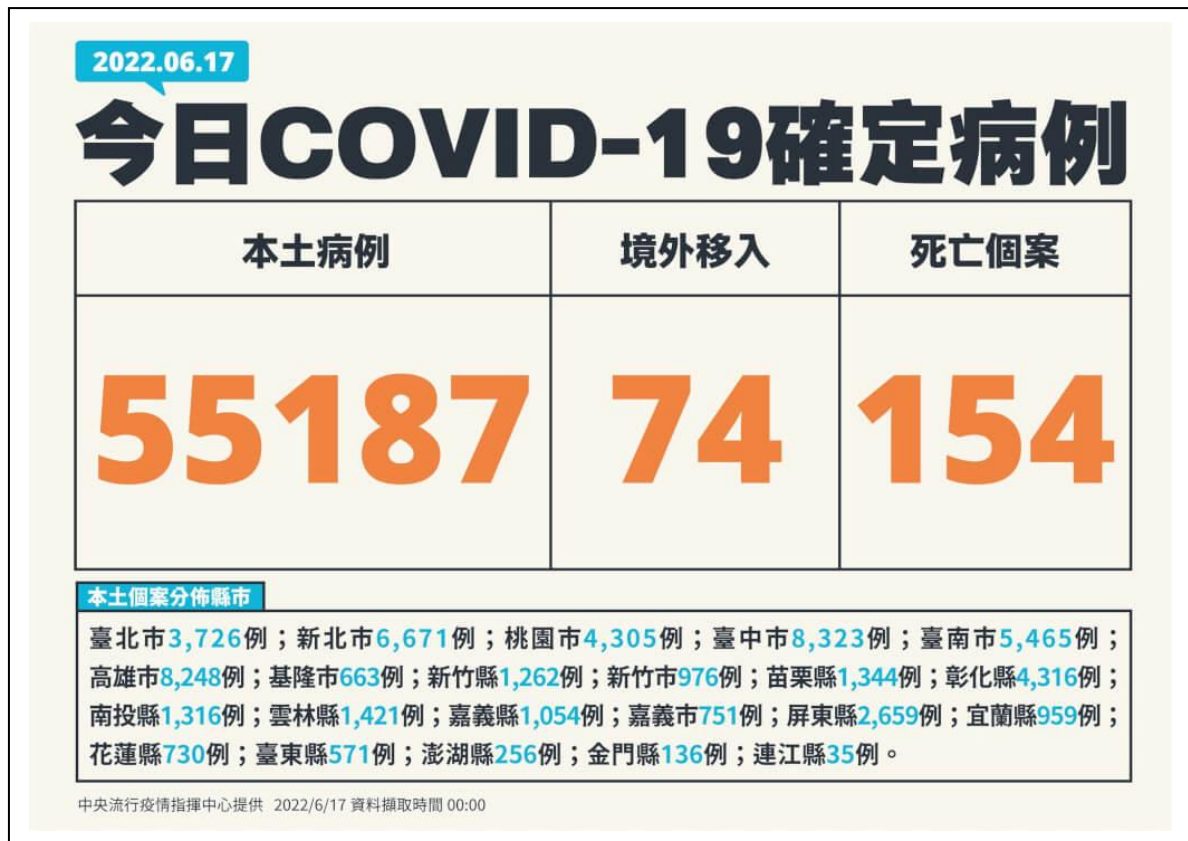 2022.06.17
今日COVID-19確定病例
本土病例
境外移入
死亡個案
55187
74
154
本土個案分佈縣市
臺北市3,726例；新北市6,671例；桃園市4,305例；臺中市8,323例；臺南市5,465例；
高雄市8,248例；基隆市663例；新竹縣1,262例；新竹市976例；苗栗縣1,344例；彰化縣4,316例；
南投縣1,316例；雲林縣1,421例；嘉義縣1,054例；嘉義市751例；屏東縣2,659例；宜蘭縣959例；
花蓮縣730例；臺東縣571例；澎湖縣256例；金門縣136例；連江縣35例。
中央流行疫情指揮中心提供 2022/6/17 資料擷取時間 00:00